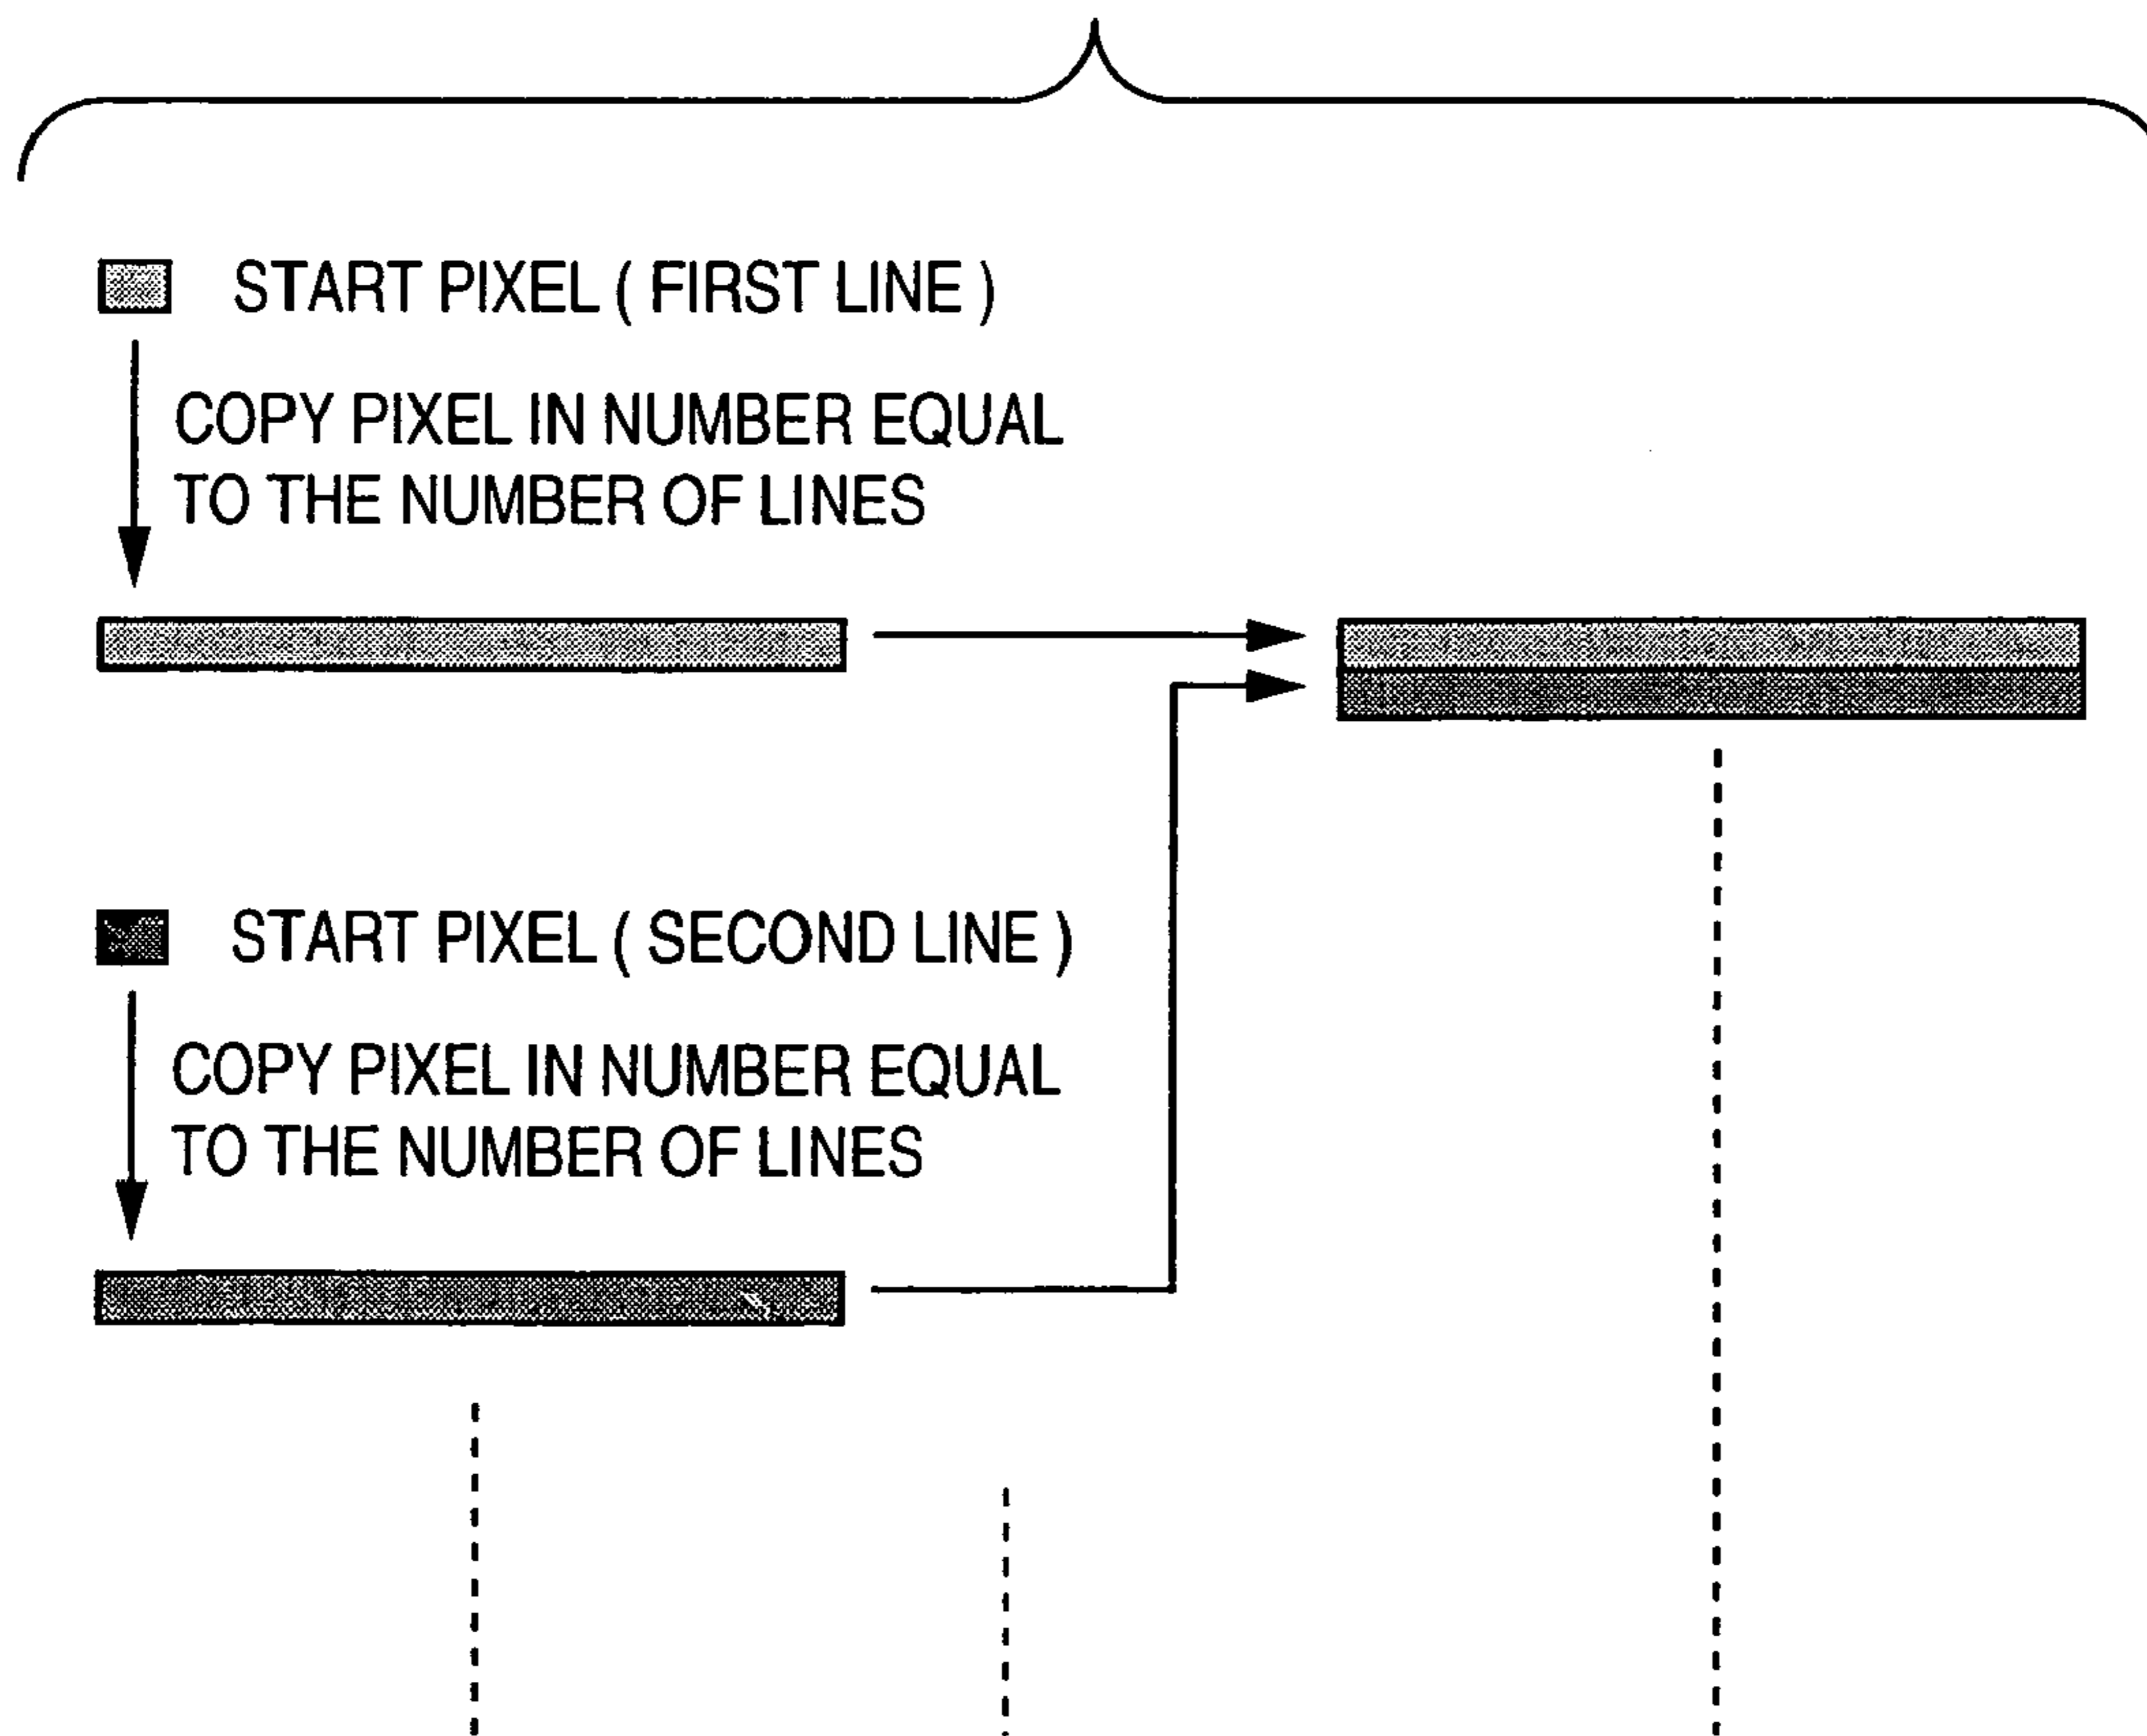 START PIXEL ( FIRST LINE )
COPY PIXEL IN NUMBER EQUAL
TO THE NUMBER OF LINES
START PIXEL ( SECOND LINE )
COPY PIXEL IN NUMBER EQUAL
TO THE NUMBER OF LINES